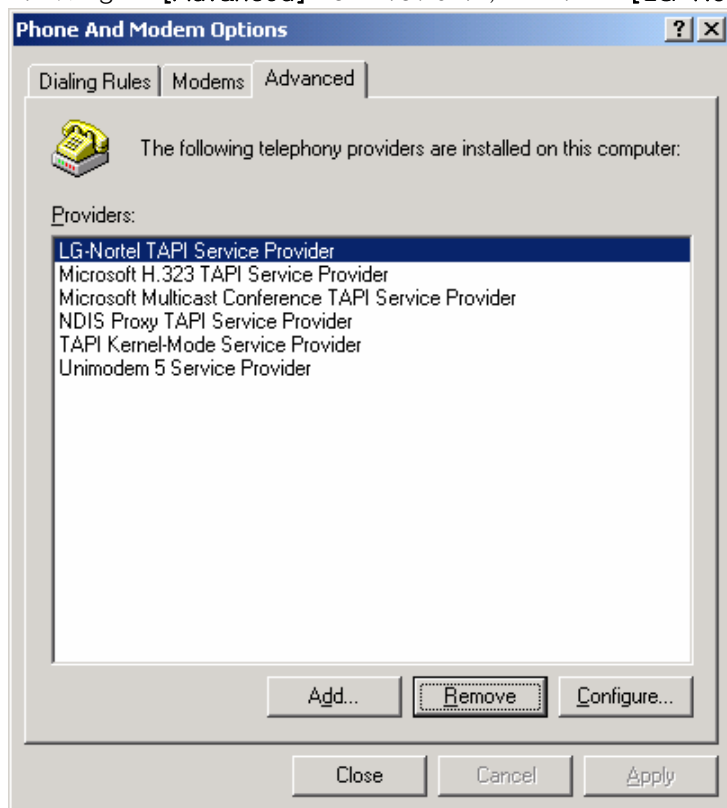 [Advanced]
Phone And Modem Options
Dialing Rules Modems Advanced
The following telephony providers are installed on this computer:
Providers:
LG-Nortel TAPI Service Provider
Microsoft H.323 TAPI Service Provider
Microsoft Multicast Conference TAPI Service Provider
NDIS Proxy TAPI Service Provider
TAPI Kernel-Mode Service Provider
Unimodem 5 Service Provider
Add... Remove Configure...
Close Cancel Apply